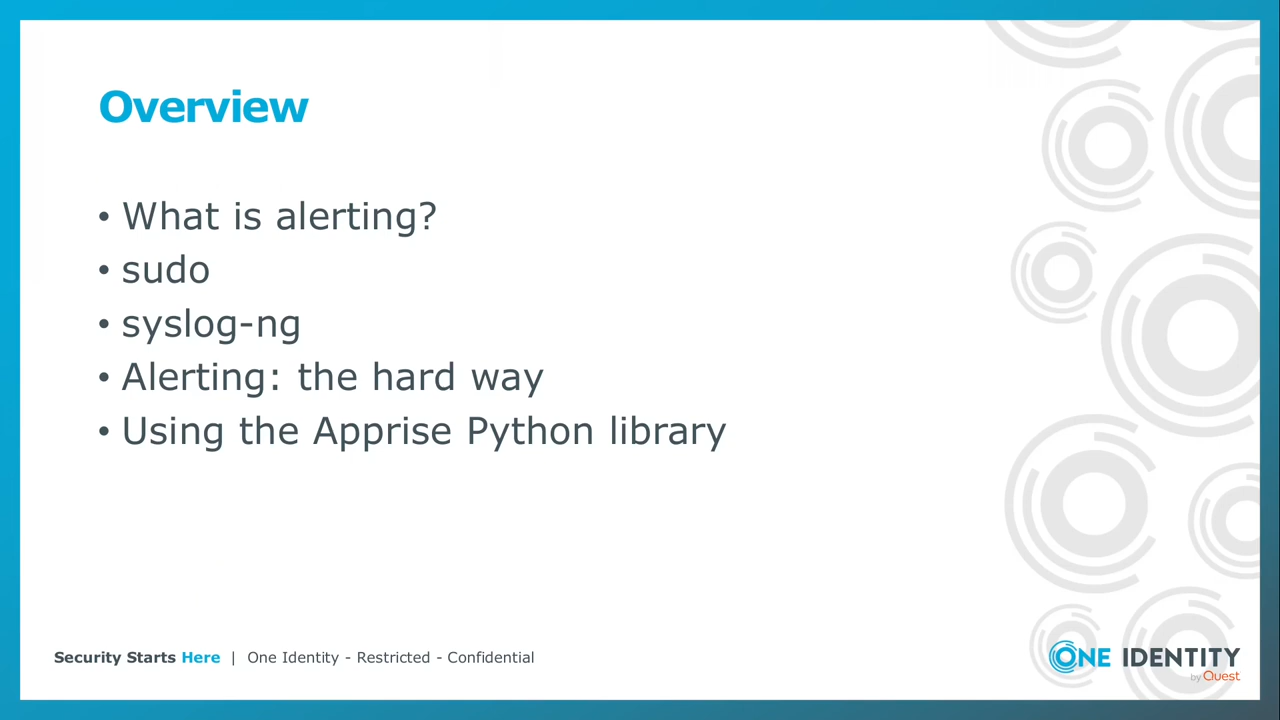 Overview
• What is alerting?
• sudo
• syslog-ng
• Alerting: the hard way
• Using the Apprise Python library
Security Starts Here | One Identity - Restricted - Confidential
ONE IDENTITY
by Quest